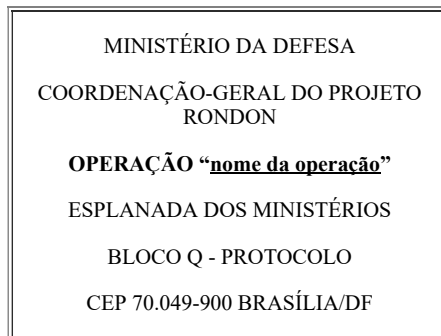 MINISTÉRIO DA DEFESA
COORDENAÇÃO-GERAL DO PROJETO
RONDON
OPERAÇÃO “nome da operação”
ESPLANADA DOS MINISTÉRIOS
BLOCO Q - PROTOCOLO
CEP 70.049-900 BRASÍLIA/DF